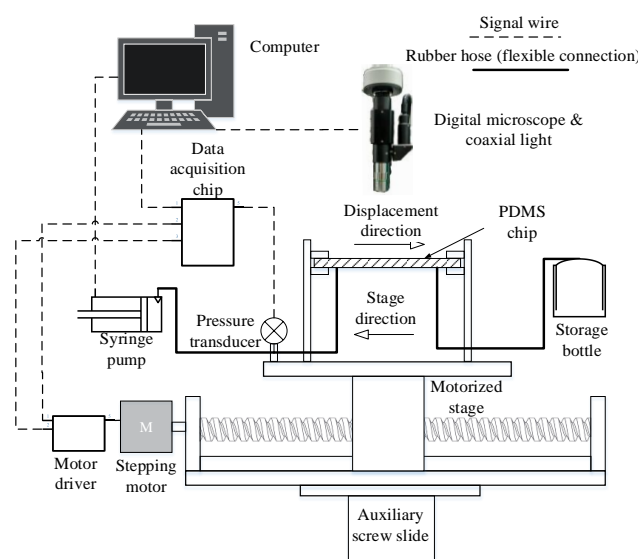 Signal wire
Computer
Rubber hose (flexible connection)
Digital microscope &
coaxial light
Data
acquisition
chip
Displacement
direction
PDMS
chip
Stage
direction
Pressure
transducer
Syringe
pump
Storage
bottle
Motorized
stage
M
Motor
driver
Stepping
motor
Auxiliary
screw slide